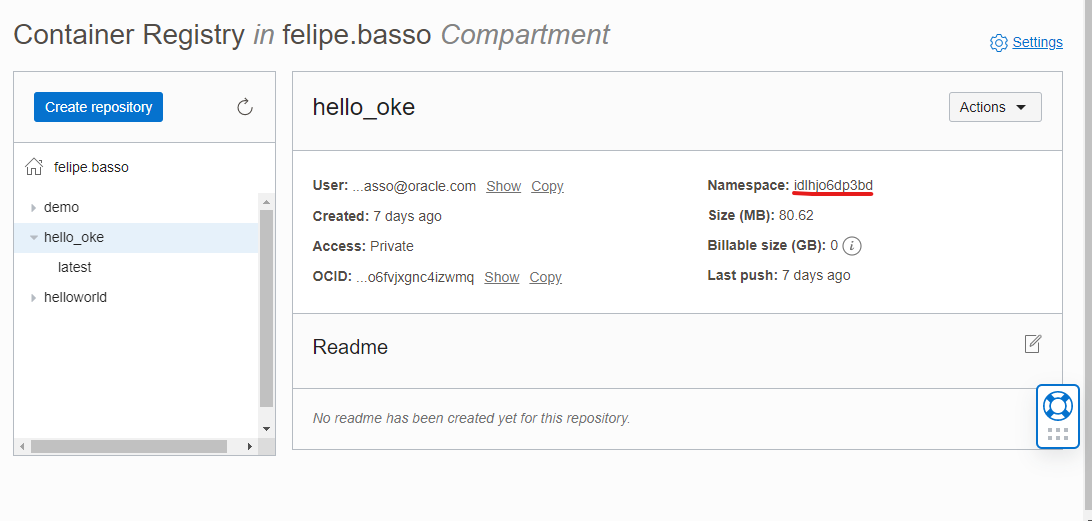 Container Registry in felipe.basso Compartment
Settings
Create repository
felipe.basso
demo
hello_oke
latest
helloworld
hello_oke
Actions
User: ...asso@oracle.com Show Copy
Created: 7 days ago
Access: Private
OCID: ...o6fvjxgnc4izwmq Show Copy
Namespace: idlhjo6dp3bd
Size (MB): 80.62
Billable size (GB): 0 i
Last push: 7 days ago
Readme
No readme has been created yet for this repository.